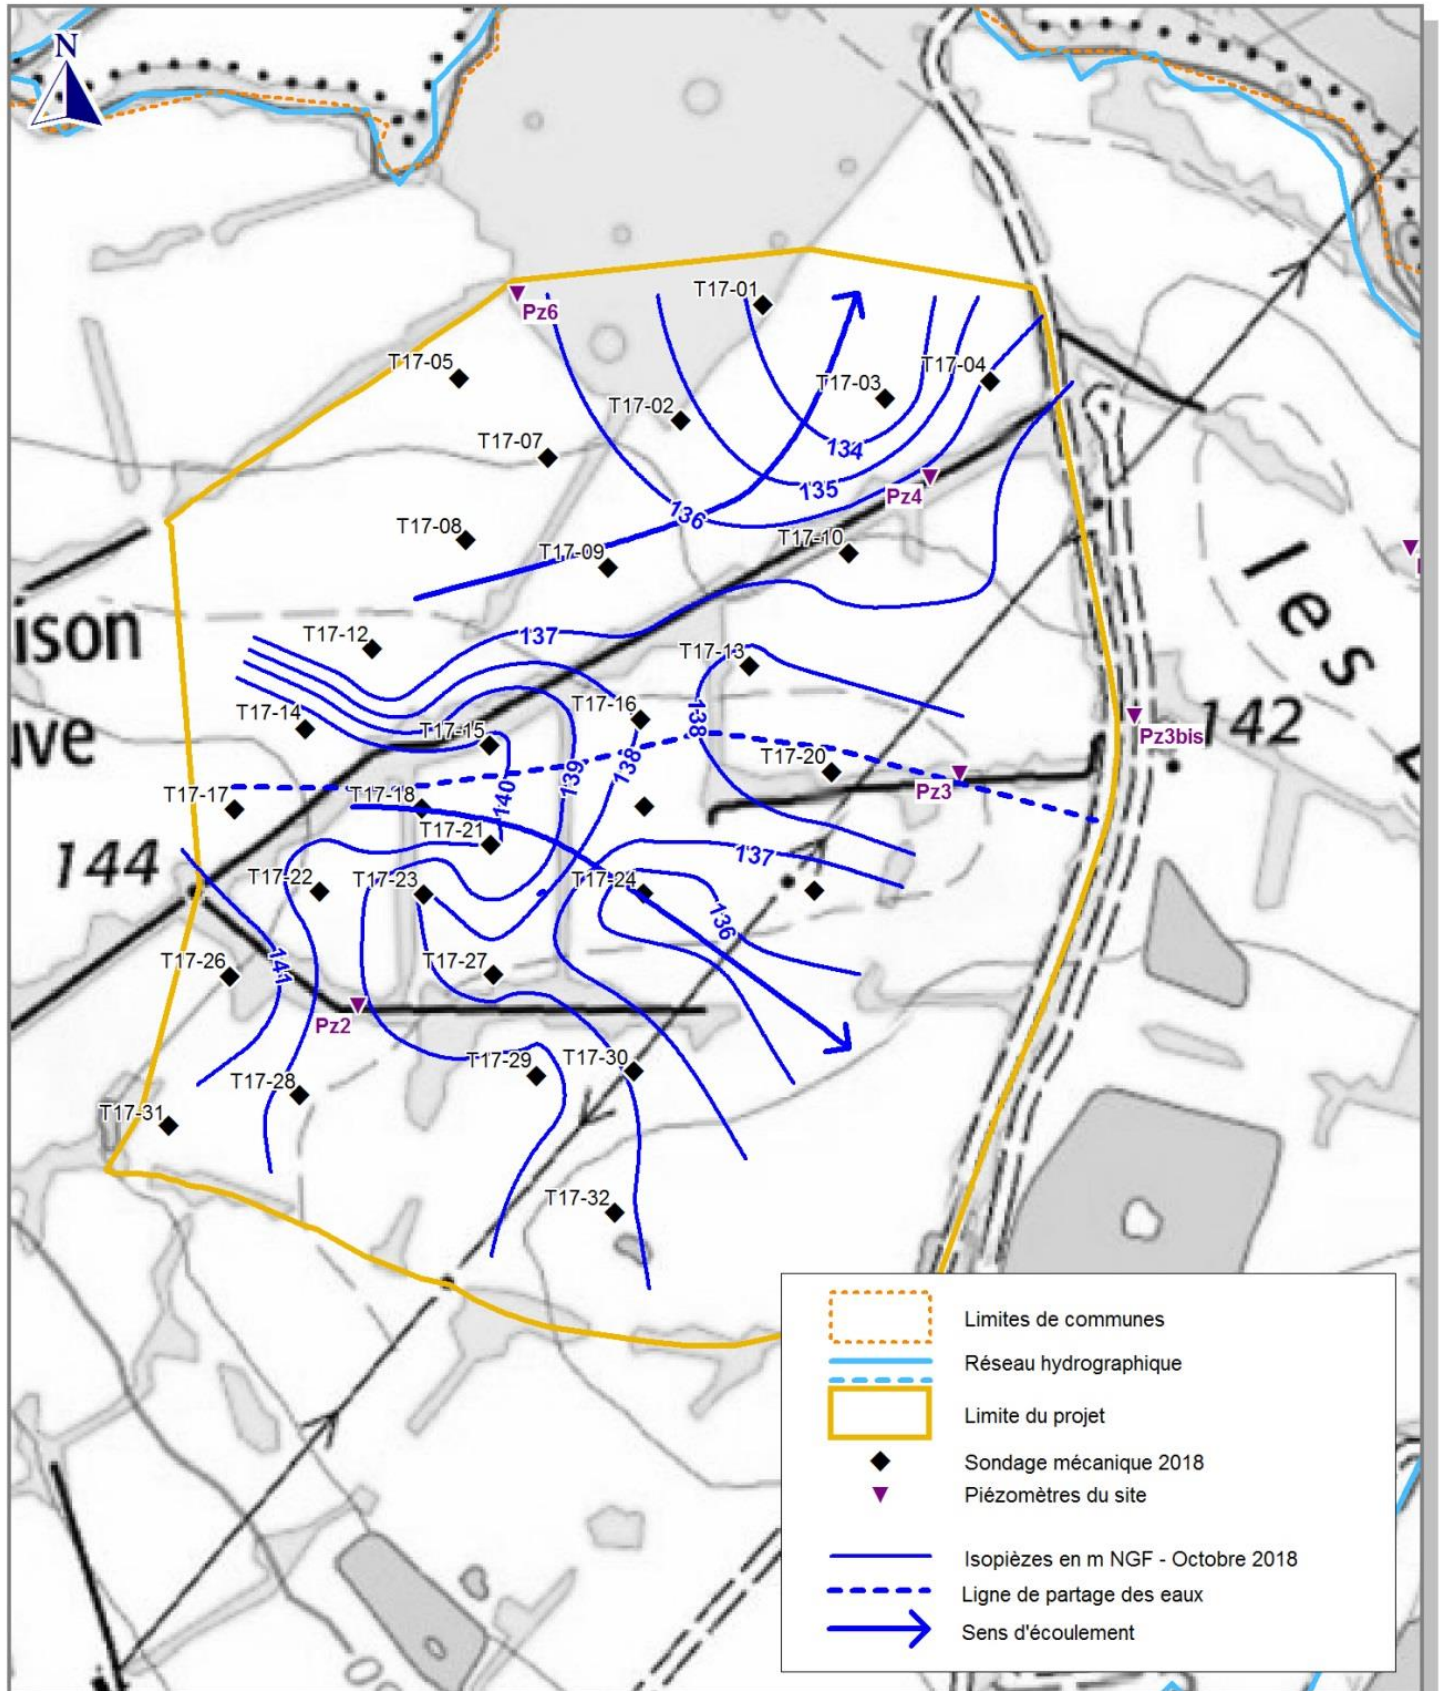 N
T17-01
Pz6
T17-05
T17-04
T17-03
T17-02
T17-07
134
135
Pz4
136
T17-08
T17-10
T17-09
les
ison
T17-12
137
T17-13
T17-14
T17-16
138
T17-15
142
Pz3bis
uve
T17-20
138
139
Pz3
T17-17
T17-18
140
T17-21
137
144
T17-22
T17-23
T17-24
136
T17-26
141
T17-27
Pz2
T17-29
T17-30
T17-28
T17-31
T17-32
Limites de communes
Réseau hydrographique
Limite du projet
Sondage mécanique 2018
Piézomètres du site
Isopièzes en m NGF - Octobre 2018
Ligne de partage des eaux
Sens d'écoulement